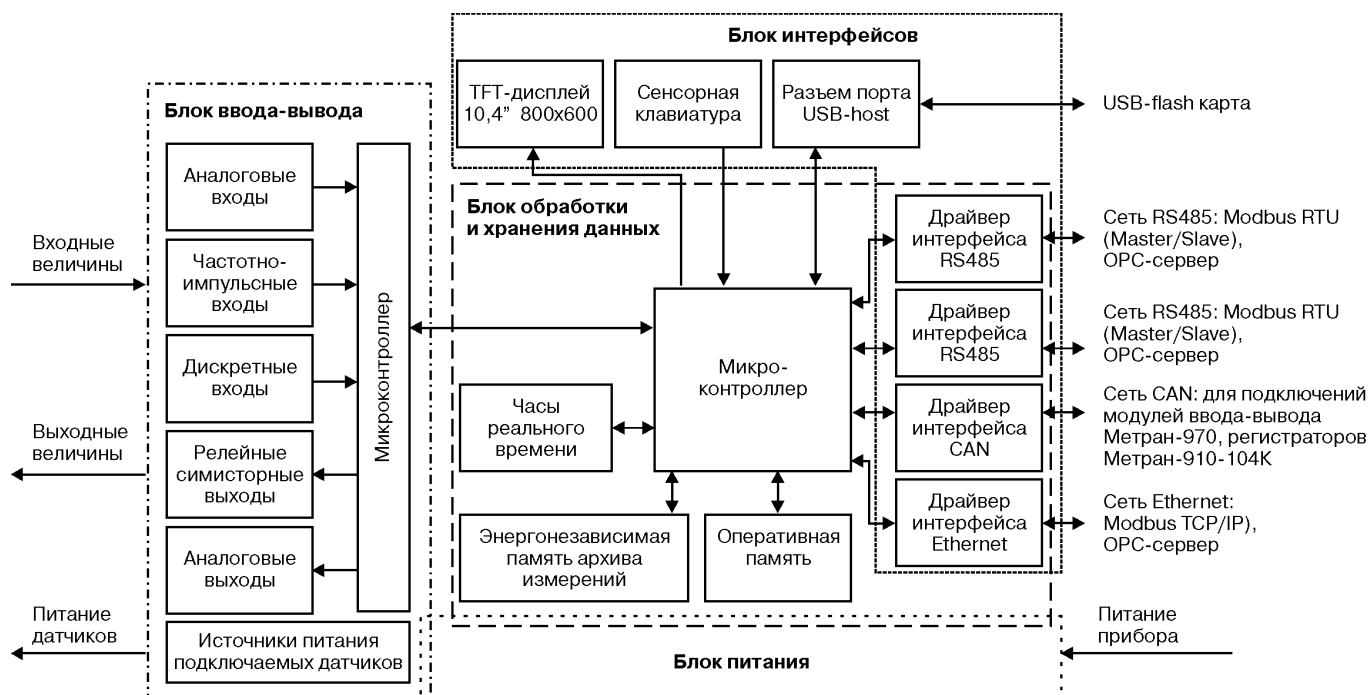 Блок интерфейсов
TFT-дисплей
10,4” 800x600
Сенсорная
клавиатура
Разъем порта
USB-host
USB-flash карта
Блок ввода-вывода
Аналоговые
входы
Частотно-
импульсные
входы
Дискретные
входы
Релейные
симисторные
выходы
Аналоговые
выходы
Микроконтроллер
Источники питания
подключаемых датчиков
Входные
величины
Выходные
величины
Питание
датчиков
Блок обработки
и хранения данных
Микро-
контроллер
Часы
реального
времени
Энергонезависимая
память архива
измерений
Оперативная
память
Драйвер
интерфейса
RS485
Драйвер
интерфейса
RS485
Драйвер
интерфейса
CAN
Драйвер
интерфейса
Ethernet
Сеть RS485: Modbus RTU
(Master/Slave),
OPC-сервер
Сеть RS485: Modbus RTU
(Master/Slave),
OPC-сервер
Сеть CAN: для подключений
модулей ввода-вывода
Метран-970, регистраторов
Метран-910-104К
Сеть Ethernet:
Modbus TCP/IP),
OPC-сервер
Питание
прибора
Блок питания